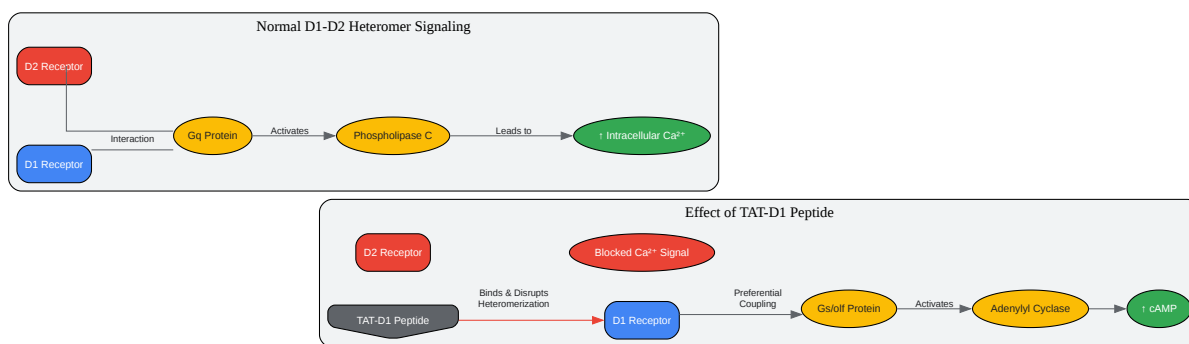 Normal D1-D2 Heteromer Signaling
D2 Receptor
Interaction
D1 Receptor
Gq Protein
Activates
Phospholipase C
Leads to
↑ Intracellular Ca²⁺
Effect of TAT-D1 Peptide
D2 Receptor
Blocked Ca²⁺ Signal
TAT-D1 Peptide
Binds & Disrupts
Heteromerization
D1 Receptor
Preferential
Coupling
Gs/olf Protein
Activates
Adenylyl Cyclase
↑ cAMP